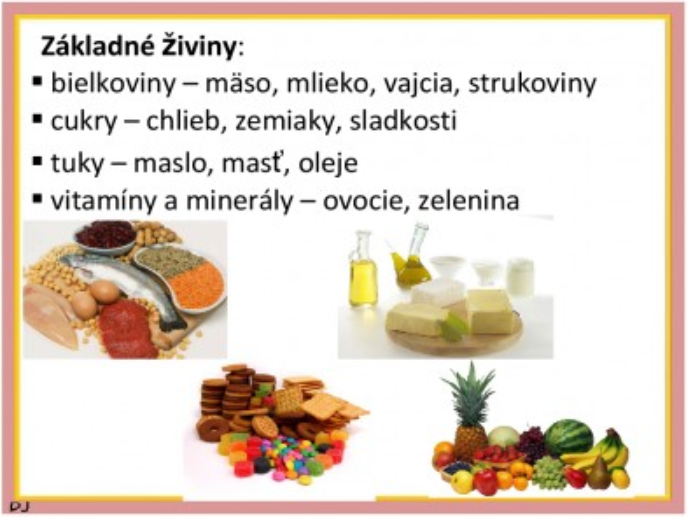 Základné živiny:
▪ bielkoviny – mäso, mlieko, vajcia, strukoviny
▪ cukry – chlieb, zemiaky, sladkosti
▪ tuky – maslo, masť, oleje
▪ vitamíny a minerály – ovocie, zelenina
DJ